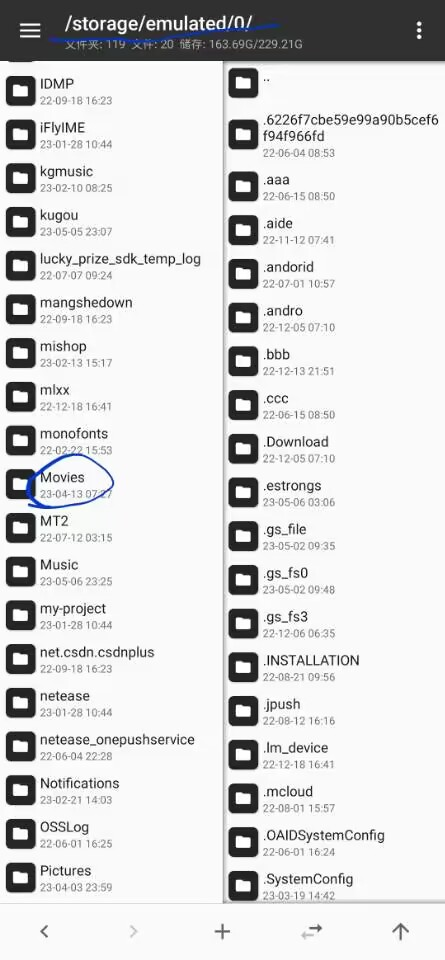 /storage/emulated/0/
文件夹: 119 文件: 20 储存: 163.69G/229.21G
IDMP
22-09-18 16:23
iFlyIME
23-01-28 10:44
kgmusic
23-02-10 08:25
kugou
23-05-05 23:07
lucky_prize_sdk_temp_log
22-07-07 09:24
mangshedown
22-09-18 16:23
mishop
23-02-13 15:17
mlxx
22-12-18 16:41
monofonts
22-02-22 15:53
Movies
23-04-13 07:27
MT2
22-07-12 03:15
Music
23-05-06 23:25
my-project
23-01-28 10:44
net.csdn.csdnplus
22-09-18 16:23
netease
23-01-28 10:44
netease_onepushservice
22-06-04 22:28
Notifications
23-02-21 14:03
OSSLog
22-06-01 16:25
Pictures
23-04-03 23:59
..
.6226f7cbe59e99a90b5cef6
f94f966fd
22-06-04 08:53
.aaa
22-06-15 08:50
.aide
22-11-12 07:41
.andorid
22-07-01 10:57
.andro
22-12-05 07:10
.bbb
22-12-13 21:51
.ccc
22-06-15 08:50
.Download
22-12-05 07:10
.estrongs
23-05-06 03:06
.gs_file
23-05-02 09:35
.gs_fs0
23-05-02 09:48
.gs_fs3
22-12-06 06:35
.INSTALLATION
22-08-21 09:56
.jpush
22-08-12 16:16
.lm_device
22-12-18 16:41
.mcloud
22-08-01 15:57
.OAIDSystemConfig
22-06-01 16:24
.SystemConfig
23-03-19 14:42